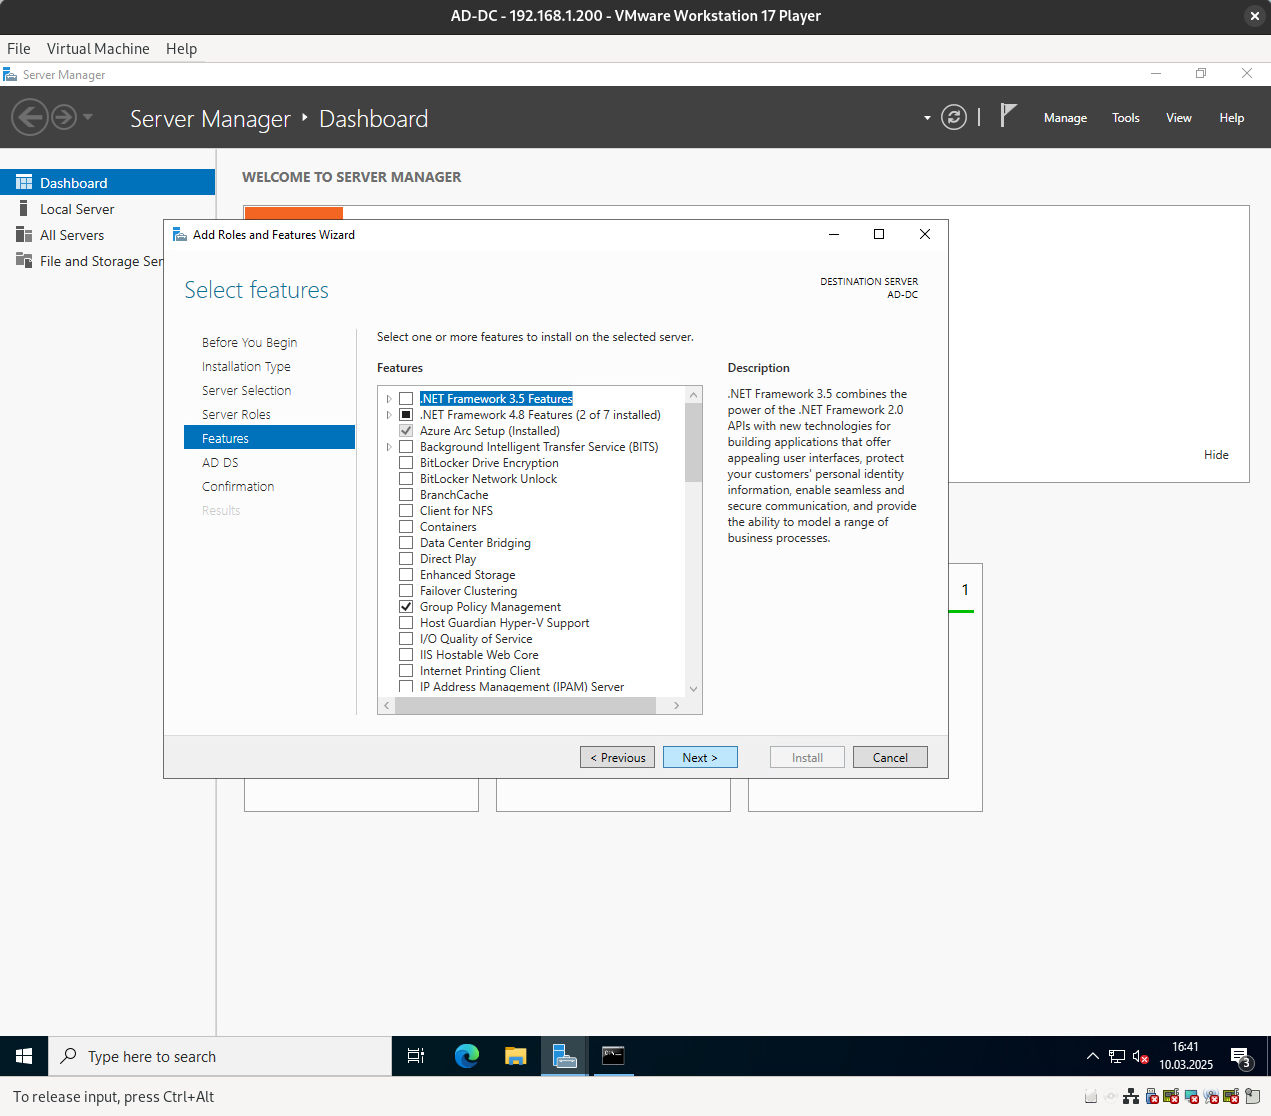 AD-DC - 192.168.1.200 - VMware Workstation 17 Player
File Virtual Machine Help
Server Manager
Server Manager ‣ Dashboard
Manage Tools View Help
Dashboard
Local Server
All Servers
File and Storage Ser
WELCOME TO SERVER MANAGER
Hide
1
Add Roles and Features Wizard
Select features
DESTINATION SERVER
AD-DC
Before You Begin
Installation Type
Server Selection
Server Roles
Features
AD DS
Confirmation
Results
Select one or more features to install on the selected server.
Features
.NET Framework 3.5 Features
.NET Framework 4.8 Features (2 of 7 installed)
Azure Arc Setup (Installed)
Background Intelligent Transfer Service (BITS)
BitLocker Drive Encryption
BitLocker Network Unlock
BranchCache
Client for NFS
Containers
Data Center Bridging
Direct Play
Enhanced Storage
Failover Clustering
Group Policy Management
Host Guardian Hyper-V Support
I/O Quality of Service
IIS Hostable Web Core
Internet Printing Client
IP Address Management (IPAM) Server
Description
.NET Framework 3.5 combines the
power of the .NET Framework 2.0
APIs with new technologies for
building applications that offer
appealing user interfaces, protect
your customers' personal identity
information, enable seamless and
secure communication, and provide
the ability to model a range of
business processes.
< Previous Next > Install Cancel
Type here to search
16:41
10.03.2025
3
To release input, press Ctrl+Alt